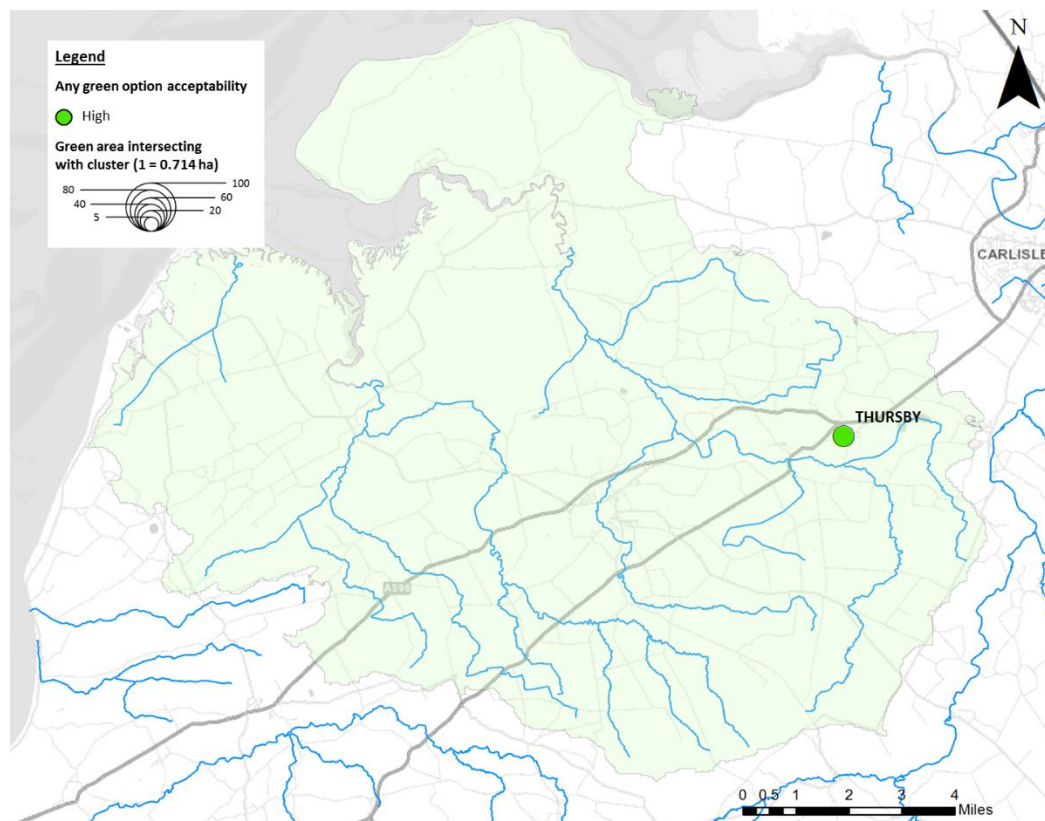 Legend
Any green option acceptability
High
Green area intersecting
with cluster (1 = 0.714 ha)
80
100
40
60
5
20
N
CARLISLE
THURSBY
A596
0 0.5 1 2 3 4
Miles